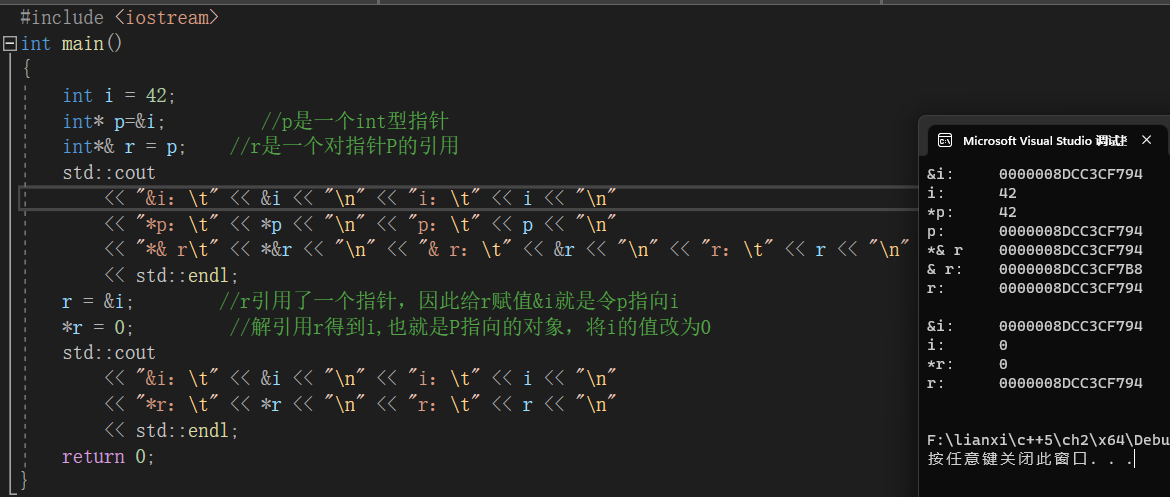 #include <iostream>
int main()
{
    int i = 42;
    int* p=&i;         //p是一个int型指针
    int*& r = p;    //r是一个对指针P的引用
    std::cout
        << "&i：\t" << &i << "\n" << "i：\t" << i << "\n"
        << "*p：\t" << *p << "\n" << "p：\t" << p << "\n"
        << "*& r\t" << *&r << "\n" << "& r：\t" << &r << "\n" << "r：\t" << r << "\n"
        << std::endl;
    r = &i;        //r引用了一个指针，因此给r赋值&i就是令p指向i
    *r = 0;         //解引用r得到i,也就是P指向的对象，将i的值改为0
    std::cout
        << "&i：\t" << &i << "\n" << "i：\t" << i << "\n"
        << "*r：\t" << *r << "\n" << "r：\t" << r << "\n"
        << std::endl;
    return 0;
}
Microsoft Visual Studio 调试
&i：	0000008DCC3CF794
i：	42
*p：	42
p：	0000008DCC3CF794
*& r	0000008DCC3CF794
& r：	0000008DCC3CF7B8
r：	0000008DCC3CF794
&i：	0000008DCC3CF794
i：	0
*r：	0
r：	0000008DCC3CF794
F:\lianxi\c++5\ch2\x64\Debu
按任意键关闭此窗口. . .